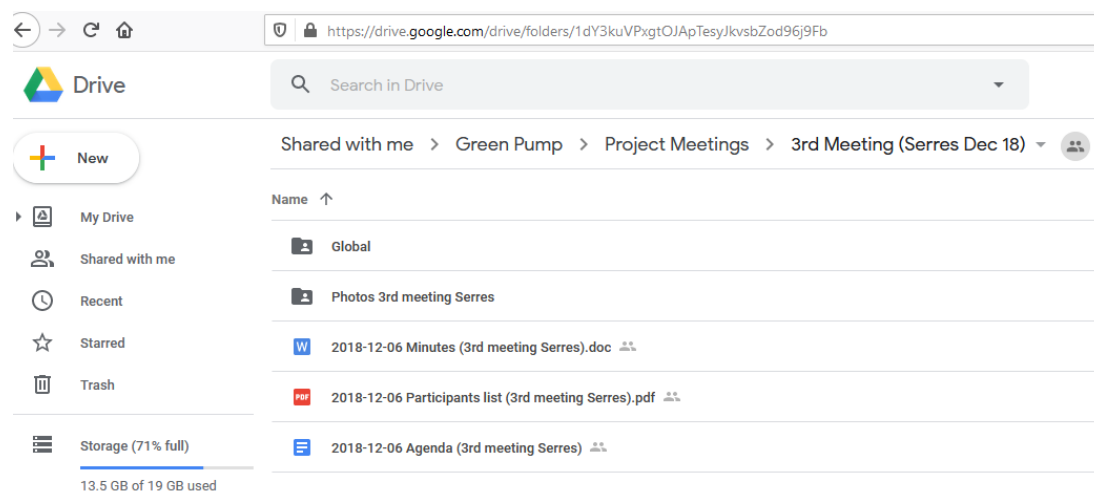 https://drive.google.com/drive/folders/1dY3kuVPxgtOJApTesyJkvsbZod96j9Fb
Drive
Search in Drive
New
Shared with me > Green Pump > Project Meetings > 3rd Meeting (Serres Dec 18)
My Drive
Shared with me
Recent
Starred
Trash
Storage (71% full)
13.5 GB of 19 GB used
Name
Global
Photos 3rd meeting Serres
W 2018-12-06 Minutes (3rd meeting Serres).doc
PDF 2018-12-06 Participants list (3rd meeting Serres).pdf
2018-12-06 Agenda (3rd meeting Serres)